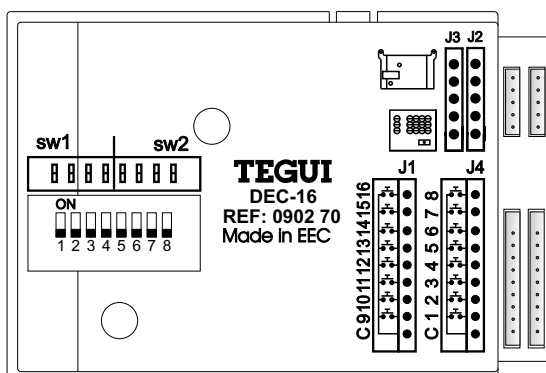 J3 J2
sw1 sw2
ON
1 2 3 4 5 6 7 8
TEGUI
DEC-16
REF: 0902 70
Made in EEC
J1 J4
C 9 10 11 12 13 14 15 16
C 1 2 3 4 5 6 7 8